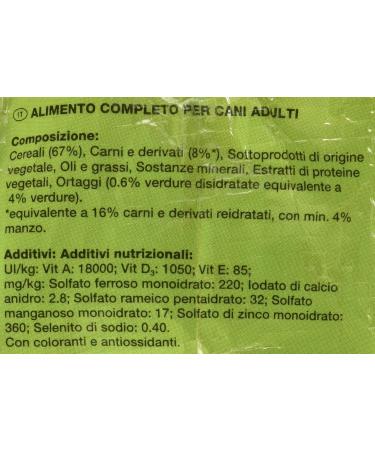 IT ALIMENTO COMPLETO PER CANI ADULTI
Composizione:
Cereali (67%), Carni e derivati (8%*), Sottoprodotti di origine
vegetale, Oli e grassi, Sostanze minerali, Estratti di proteine
vegetali, Ortaggi (0.6% verdure disidratate equivalente a
4% verdure).
*equivalente a 16% carni e derivati reidratati, con min. 4%
manzo.
Additivi: Additivi nutrizionali:
UI/kg: Vit A: 18000; Vit D3: 1050; Vit E: 85;
mg/kg: Solfato ferroso monoidrato: 220; Iodato di calcio
anidro: 2.8; Solfato rameico pentaidrato: 32; Solfato
manganoso monoidrato: 17; Solfato di zinco monoidrato:
360; Selenito di sodio: 0.40.
Con coloranti e antiossidanti.